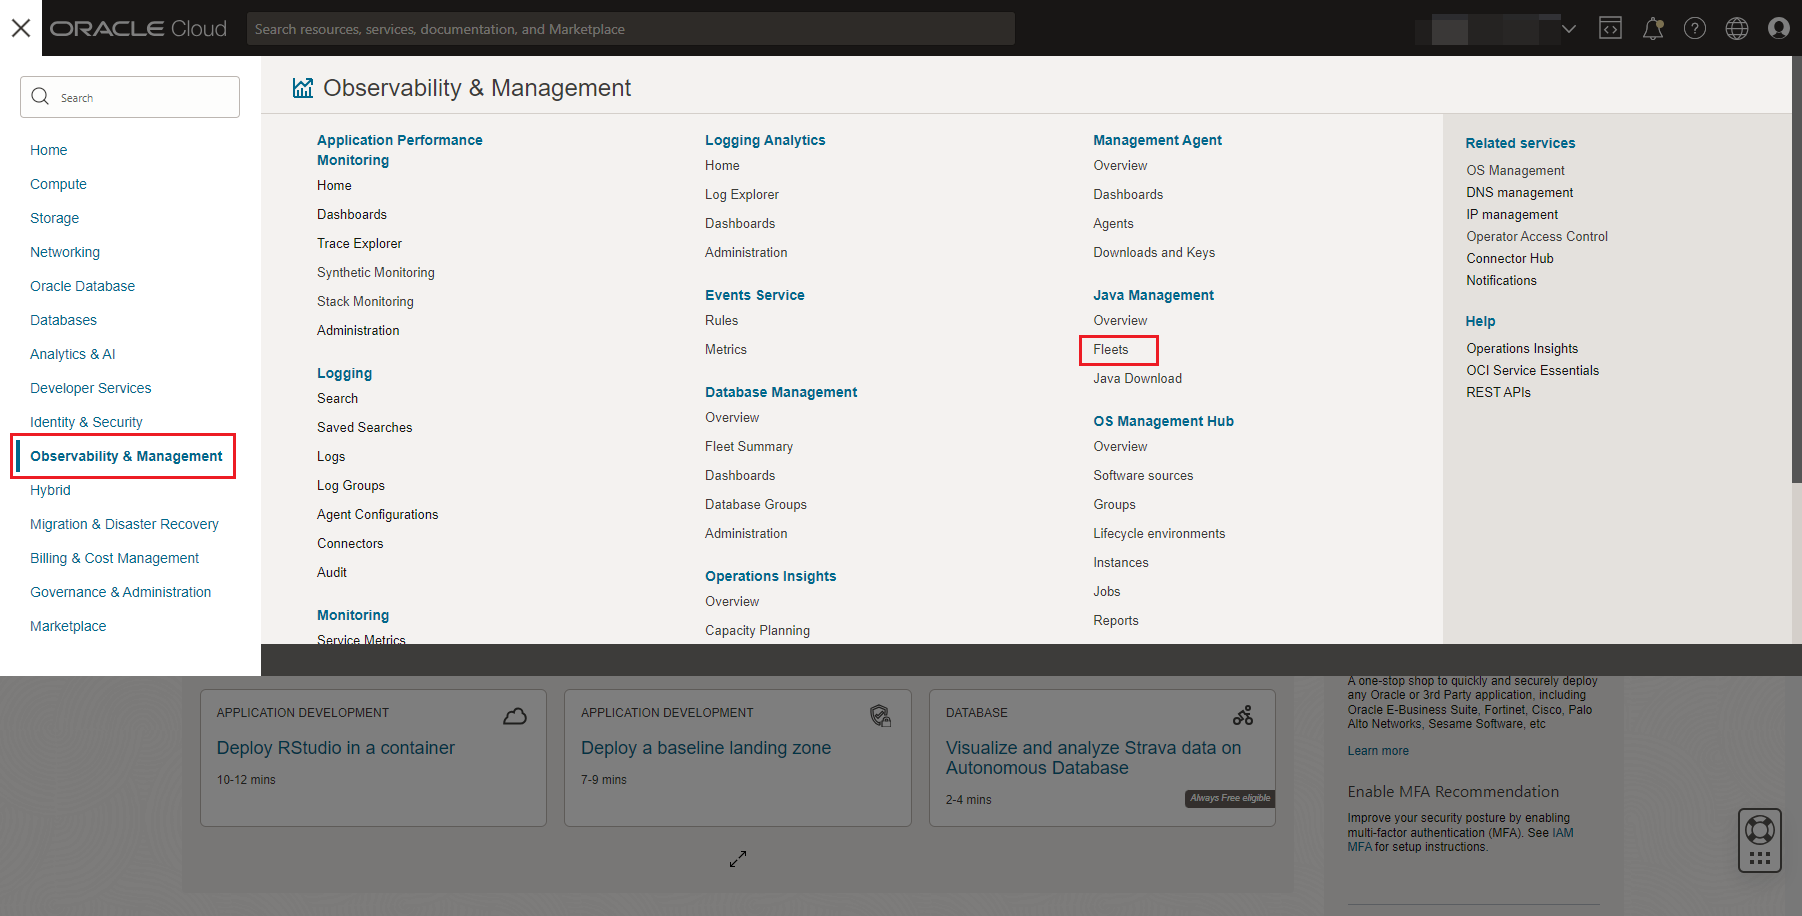 ORACLE Cloud
Search resources, services, documentation, and Marketplace
Search
Home
Compute
Storage
Networking
Oracle Database
Databases
Analytics & AI
Developer Services
Identity & Security
Observability & Management
Hybrid
Migration & Disaster Recovery
Billing & Cost Management
Governance & Administration
Marketplace
Observability & Management
Application Performance
Monitoring
Home
Dashboards
Trace Explorer
Synthetic Monitoring
Stack Monitoring
Administration
Logging
Search
Saved Searches
Logs
Log Groups
Agent Configurations
Connectors
Audit
Monitoring
Service Metrics
Logging Analytics
Home
Log Explorer
Dashboards
Administration
Events Service
Rules
Metrics
Database Management
Overview
Fleet Summary
Dashboards
Database Groups
Administration
Operations Insights
Overview
Capacity Planning
Management Agent
Overview
Dashboards
Agents
Downloads and Keys
Java Management
Overview
Fleets
Java Download
OS Management Hub
Overview
Software sources
Groups
Lifecycle environments
Instances
Jobs
Reports
Related services
OS Management
DNS management
IP management
Operator Access Control
Connector Hub
Notifications
Help
Operations Insights
OCI Service Essentials
REST APIs
APPLICATION DEVELOPMENT
Deploy RStudio in a container
10-12 mins
APPLICATION DEVELOPMENT
Deploy a baseline landing zone
7-9 mins
DATABASE
Visualize and analyze Strava data on
Autonomous Database
2-4 mins
Always Free eligible
A one-stop shop to quickly and securely deploy
any Oracle or 3rd Party application, including
Oracle E-Business Suite, Fortinet, Cisco, Palo
Alto Networks, Sesame Software, etc
Learn more
Enable MFA Recommendation
Improve your security posture by enabling
multi-factor authentication (MFA). See IAM
MFA for setup instructions.